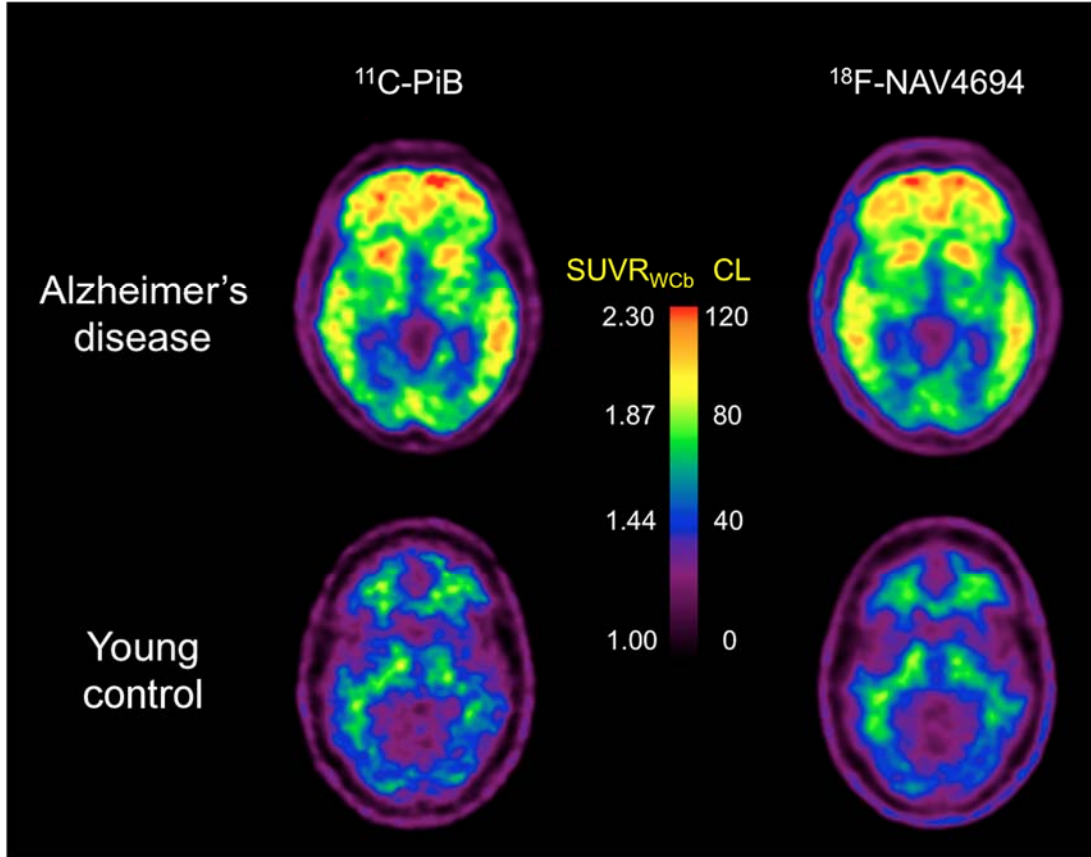 ¹¹C-PiB
¹⁸F-NAV4694
Alzheimer’s
disease
SUVR_WCb CL
2.30 120
1.87 80
1.44 40
1.00 0
Young
control